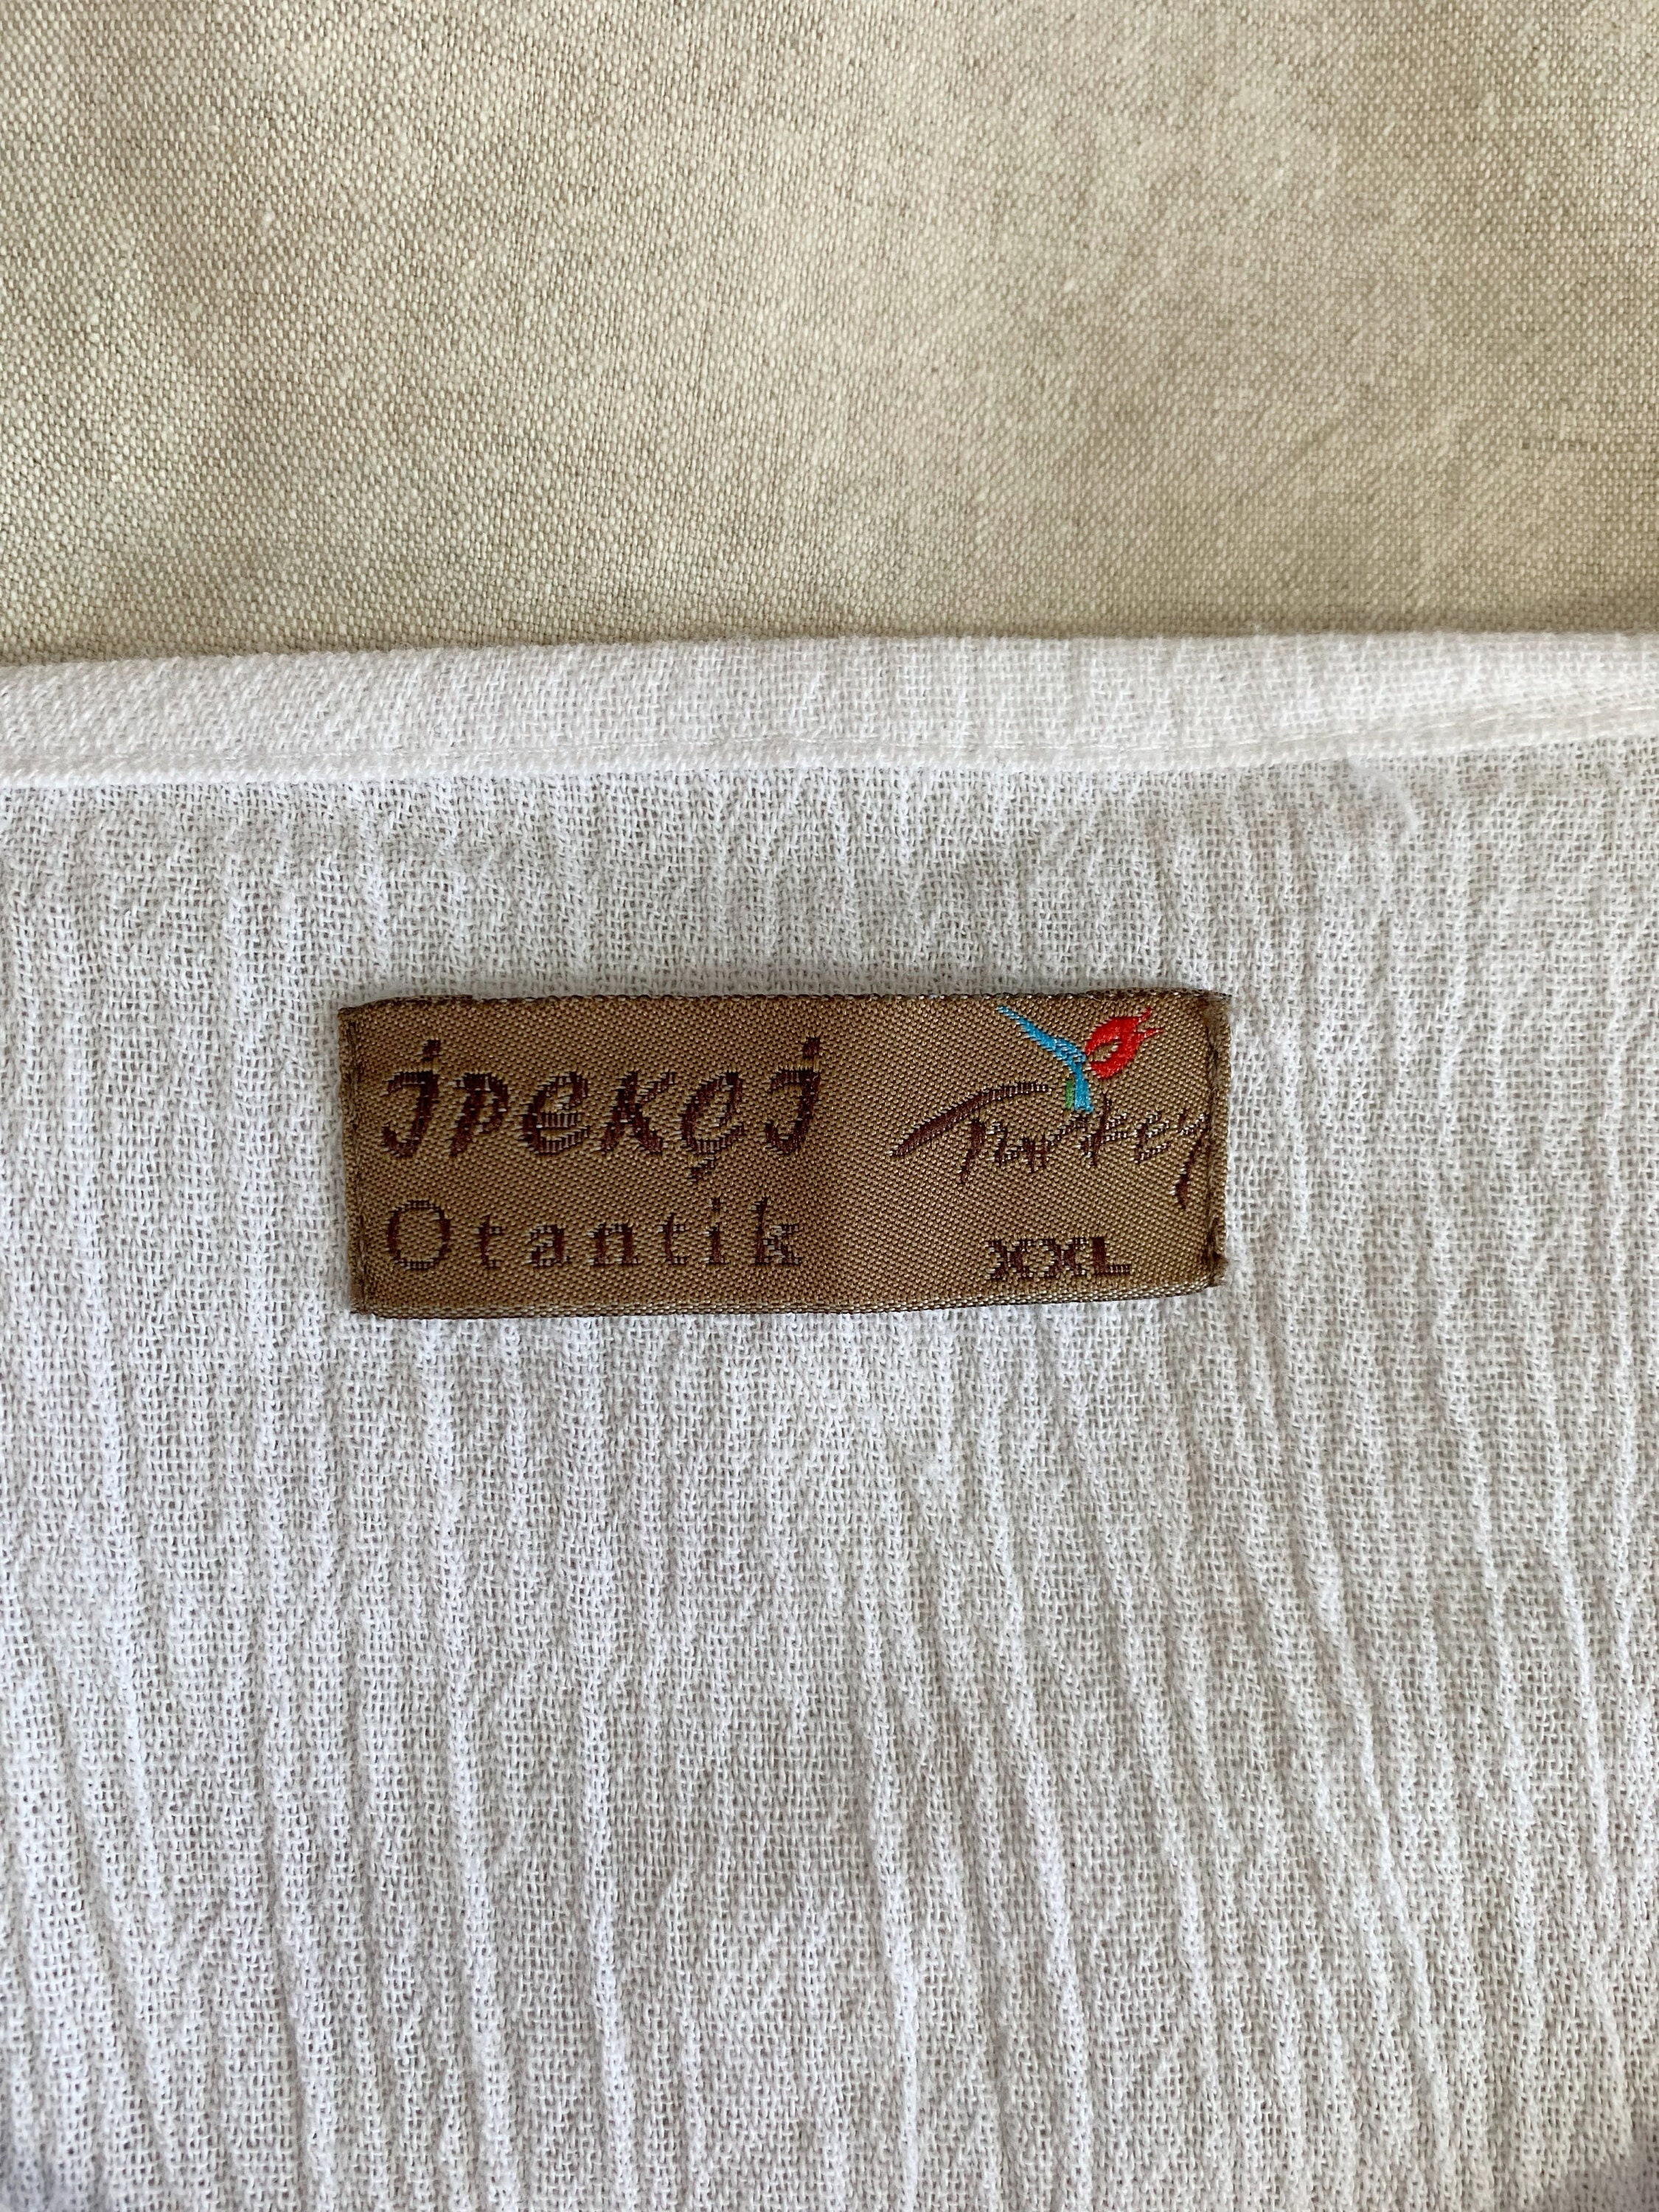 İpekçİ
Turkey
Otantik
XXL